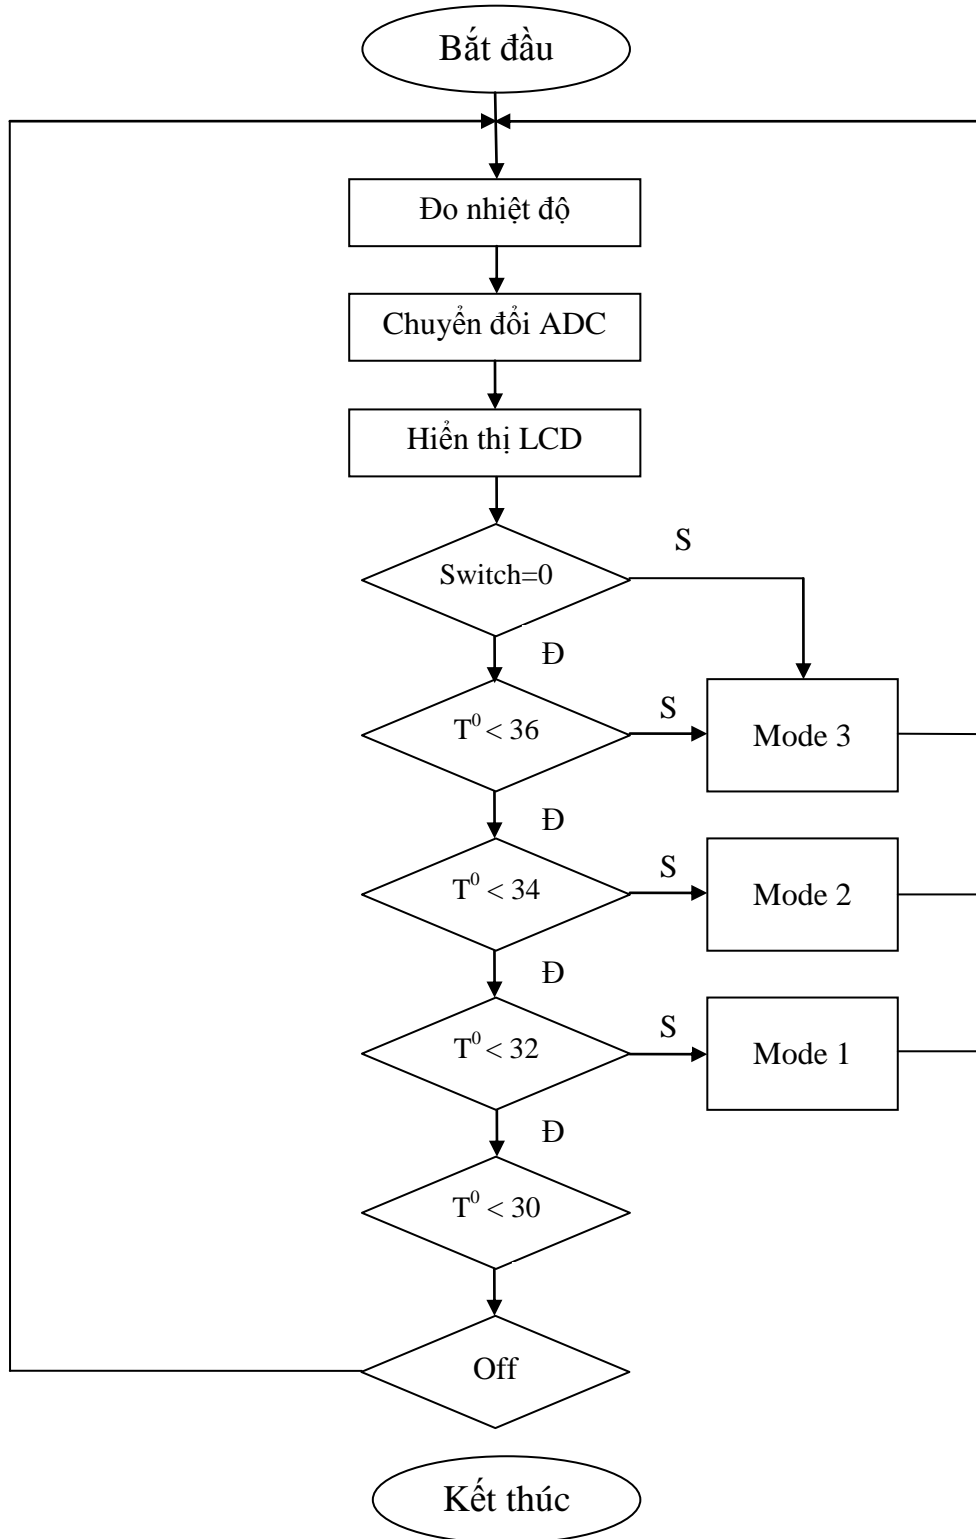 Bắt đầu
Đo nhiệt độ
Chuyển đổi ADC
Hiển thị LCD
S
Switch=0
Đ
T⁰ < 36
S
Mode 3
Đ
T⁰ < 34
S
Mode 2
Đ
T⁰ < 32
S
Mode 1
Đ
T⁰ < 30
Off
Kết thúc